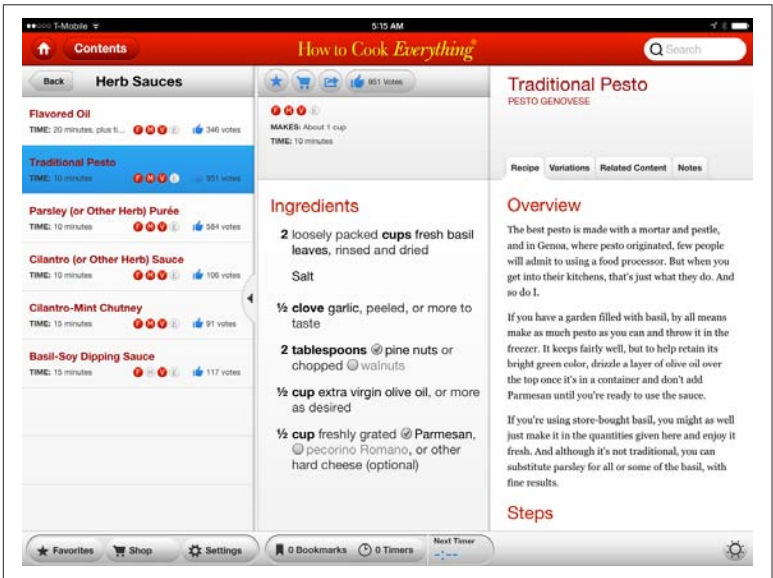 T-Mobile
5:15 AM
Contents
How to Cook Everything®
Search
Back
Herb Sauces
Flavored Oil
TIME: 20 minutes, plus ti... F M V E 346 votes
Traditional Pesto
TIME: 10 minutes F M V E 951 votes
Parsley (or Other Herb) Purée
TIME: 10 minutes F M V E 584 votes
Cilantro (or Other Herb) Sauce
TIME: 10 minutes F M V E 106 votes
Cilantro-Mint Chutney
TIME: 15 minutes F M V E 91 votes
Basil-Soy Dipping Sauce
TIME: 15 minutes F M V E 117 votes
951 Votes
F M V E
MAKES: About 1 cup
TIME: 10 minutes
Ingredients
2 loosely packed cups fresh basil
leaves, rinsed and dried
Salt
½ clove garlic, peeled, or more to
taste
2 tablespoons pine nuts or
chopped walnuts
½ cup extra virgin olive oil, or more
as desired
½ cup freshly grated Parmesan,
pecorino Romano, or other
hard cheese (optional)
Traditional Pesto
PESTO GENOVESE
Recipe Variations Related Content Notes
Overview
The best pesto is made with a mortar and pestle,
and in Genoa, where pesto originated, few people
will admit to using a food processor. But when you
get into their kitchens, that's just what they do. And
so do I.
If you have a garden filled with basil, by all means
make as much pesto as you can and throw it in the
freezer. It keeps fairly well, but to help retain its
bright green color, drizzle a layer of olive oil over
the top once it's in a container and don't add
Parmesan until you're ready to use the sauce.
If you're using store-bought basil, you might as well
just make it in the quantities given here and enjoy it
fresh. And although it's not traditional, you can
substitute parsley for all or some of the basil, with
fine results.
Steps
Favorites Shop Settings
0 Bookmarks 0 Timers
Next Timer
-:--